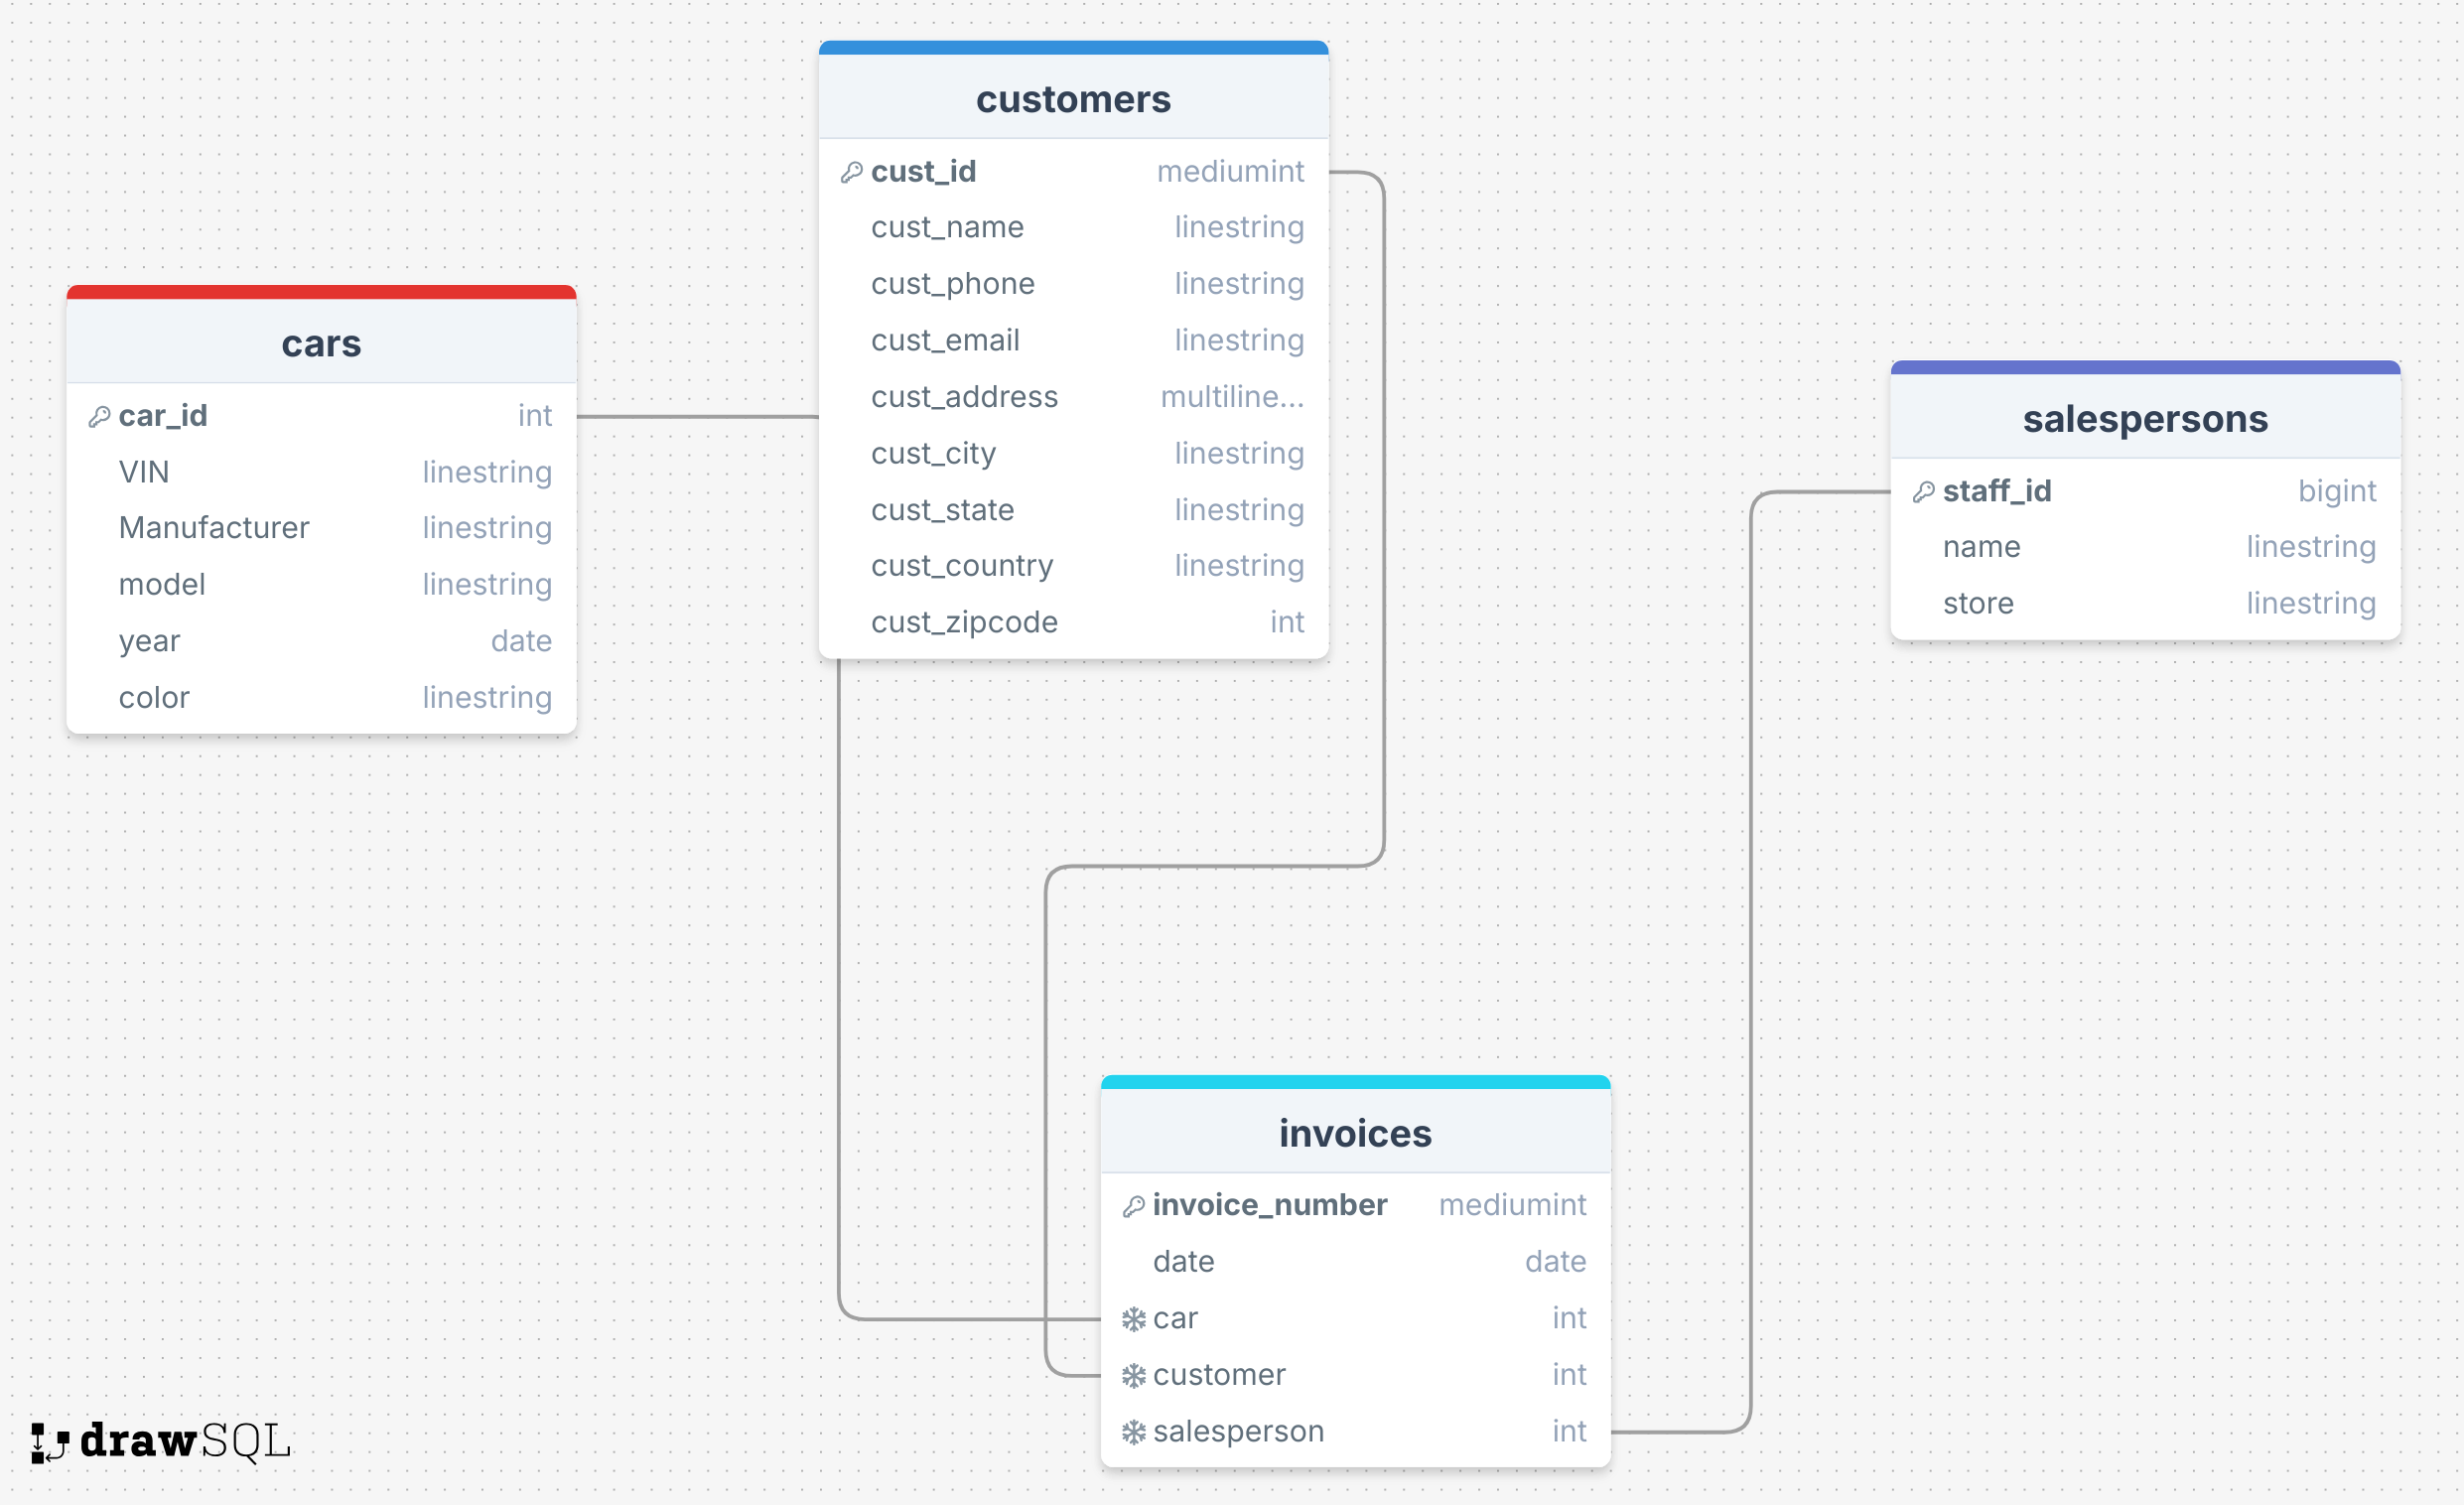 customers
cust_id mediumint
cust_name linestring
cust_phone linestring
cust_email linestring
cust_address multiline...
cust_city linestring
cust_state linestring
cust_country linestring
cust_zipcode int
cars
car_id int
VIN linestring
Manufacturer linestring
model linestring
year date
color linestring
salespersons
staff_id bigint
name linestring
store linestring
invoices
invoice_number mediumint
date date
car int
customer int
salesperson int
drawSQL